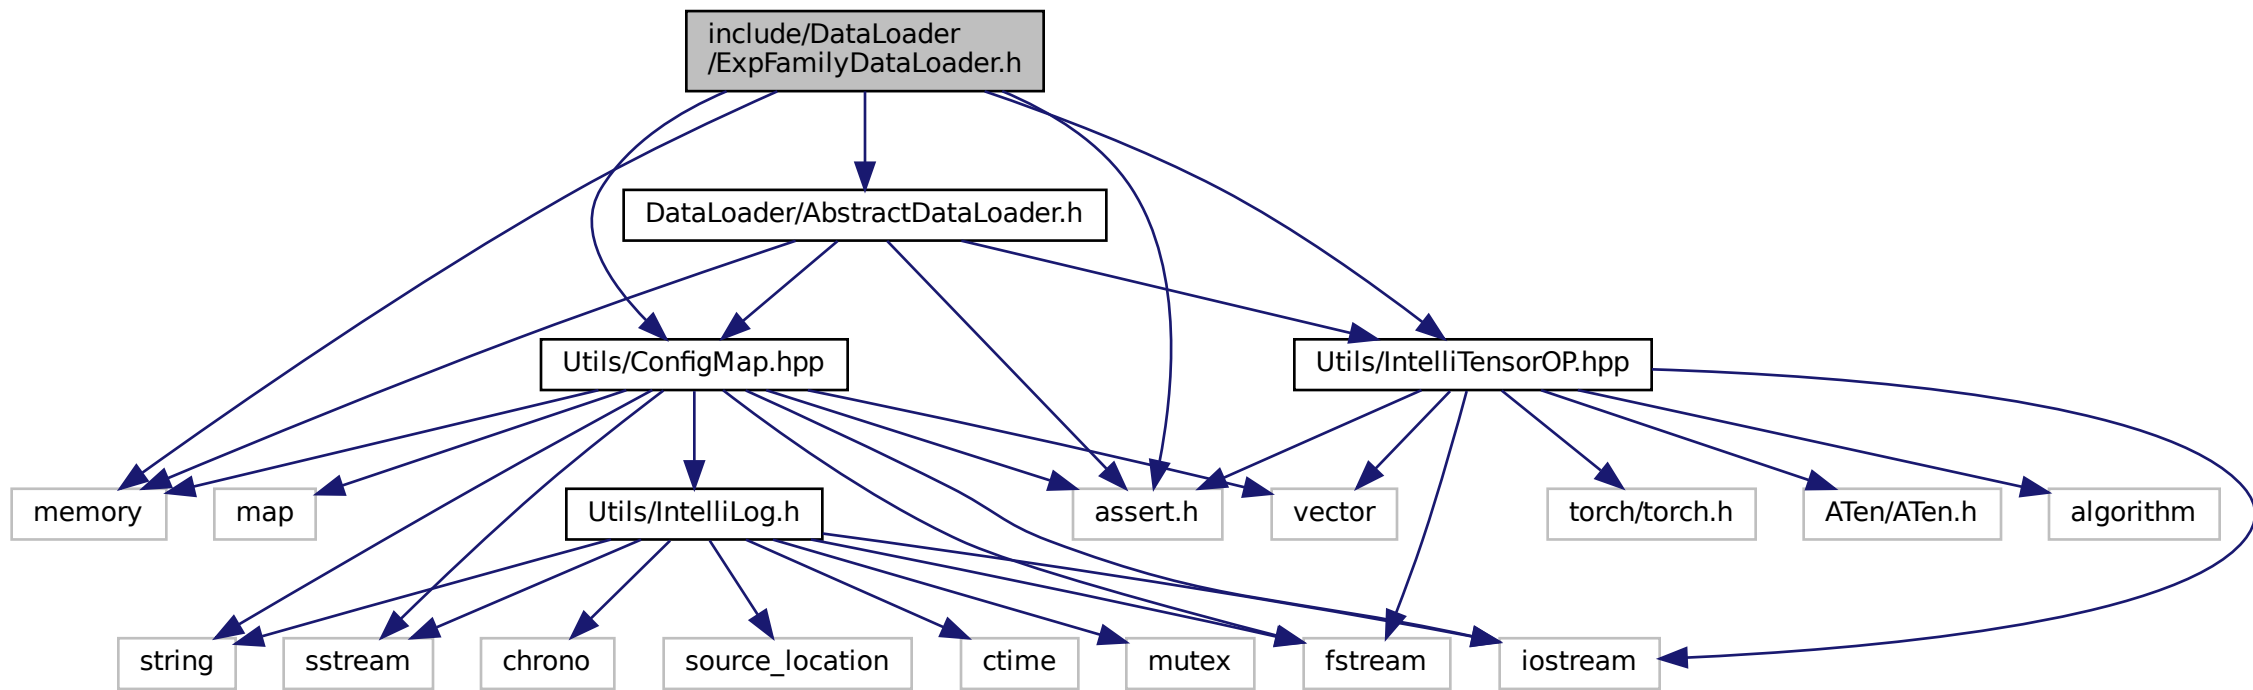 include/DataLoader
/ExpFamilyDataLoader.h
DataLoader/AbstractDataLoader.h
Utils/ConfigMap.hpp
Utils/IntelliTensorOP.hpp
memory
map
Utils/IntelliLog.h
assert.h
vector
torch/torch.h
ATen/ATen.h
algorithm
string
sstream
chrono
source_location
ctime
mutex
fstream
iostream